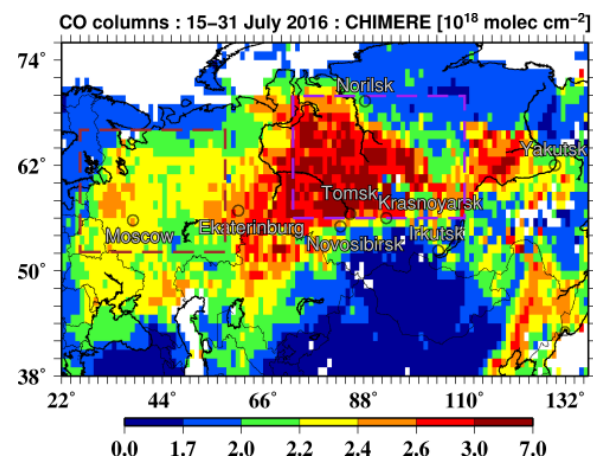 CO columns : 15–31 July 2016 : CHIMERE [10¹⁸ molec cm⁻²]
74°
Norilsk
62°
Yakutsk
Tomsk
Krasnoyarsk
Ekaterinburg
Irkutsk
Moscow
Novosibirsk
50°
38°
22° 44° 66° 88° 110° 132°
0.0 1.7 2.0 2.2 2.4 2.6 3.0 7.0